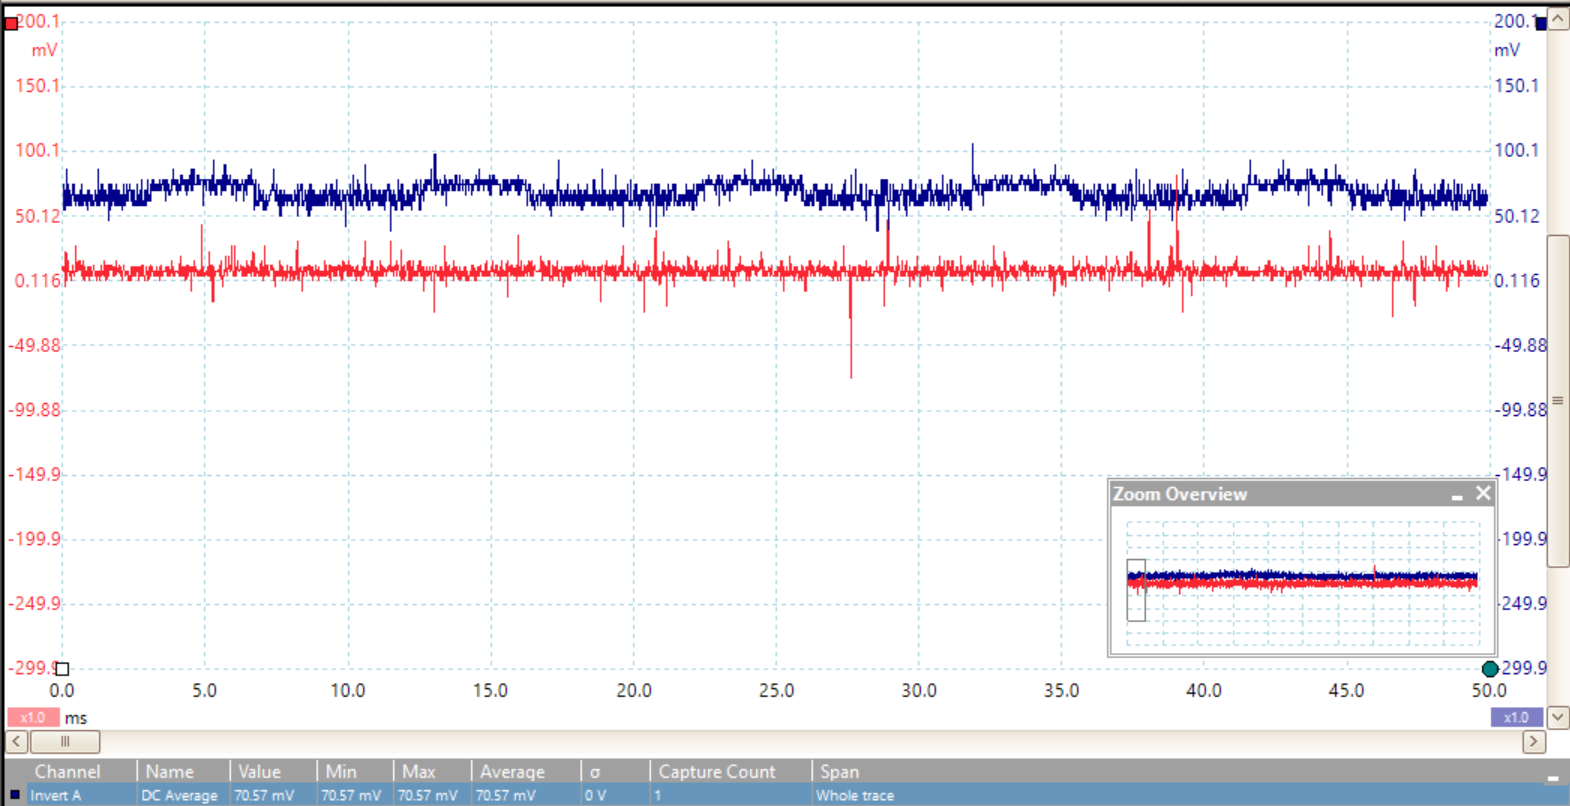 200.1 200.1
mV mV
150.1 150.1
100.1 100.1
50.12 50.12
0.116 0.116
-49.88 -49.88
-99.88 -99.88
-149.9 -149.9
Zoom Overview
-199.9 -199.9
-249.9 -249.9
-299.9 -299.9
0.0 5.0 10.0 15.0 20.0 25.0 30.0 35.0 40.0 45.0 50.0
x1.0 ms x1.0
Channel Name Value Min Max Average σ Capture Count Span
Invert A DC Average 70.57 mV 70.57 mV 70.57 mV 70.57 mV 0 V 1 Whole trace